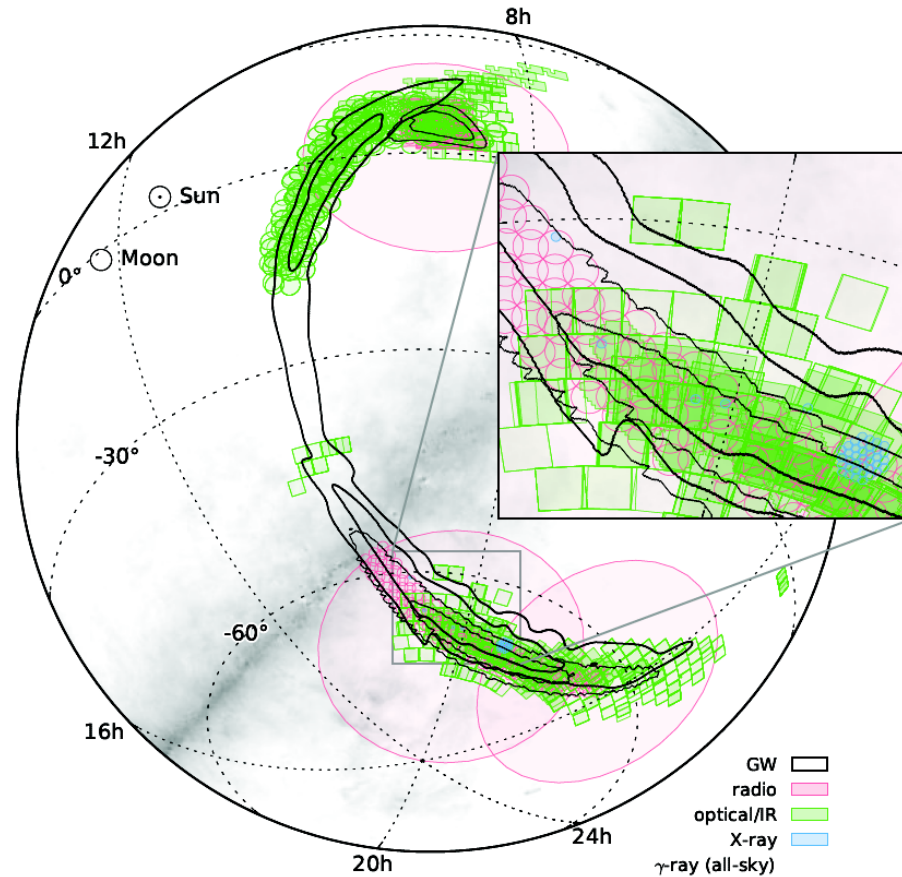 8h
12h
Sun
Moon
0°
-30°
-60°
16h
20h
24h
GW
radio
optical/IR
X-ray
γ-ray (all-sky)